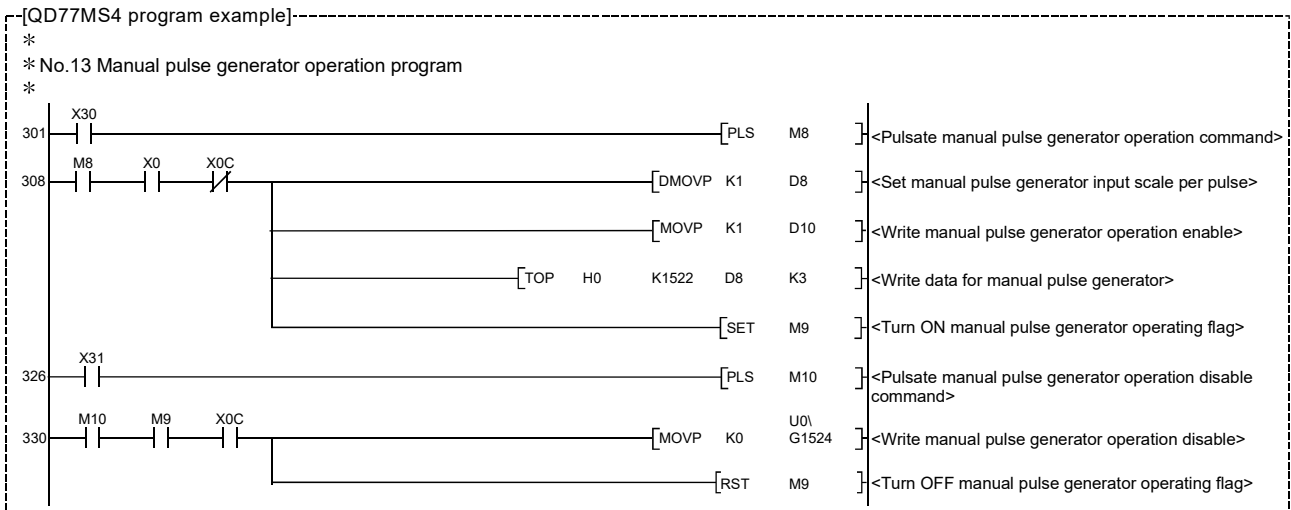 [QD77MS4 program example]
*
* No.13 Manual pulse generator operation program
*
X30
301 PLS M8 <Pulsate manual pulse generator operation command>
M8 X0 X0C
308 DMOVP K1 D8 <Set manual pulse generator input scale per pulse>
MOVP K1 D10 <Write manual pulse generator operation enable>
TOP H0 K1522 D8 K3 <Write data for manual pulse generator>
SET M9 <Turn ON manual pulse generator operating flag>
X31
326 PLS M10 <Pulsate manual pulse generator operation disable
command>
M10 M9 X0C U0\
330 MOVP K0 G1524 <Write manual pulse generator operation disable>
RST M9 <Turn OFF manual pulse generator operating flag>